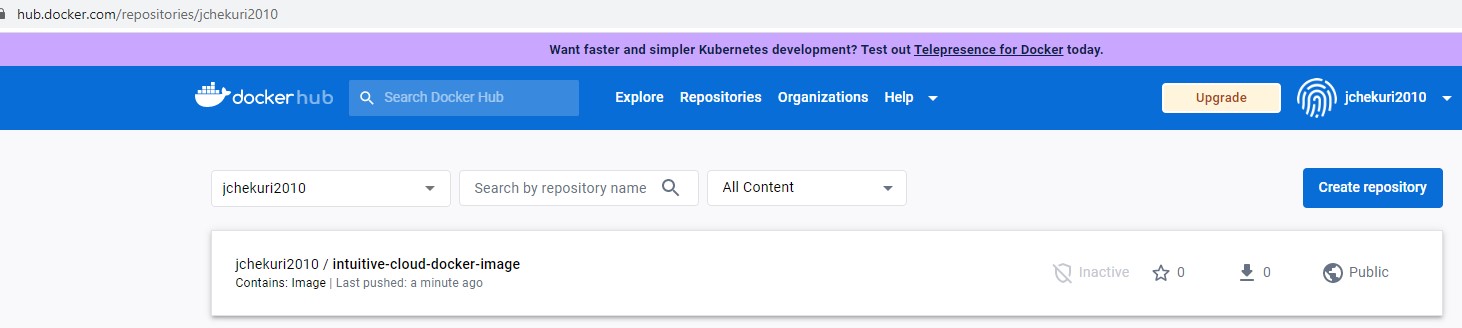 hub.docker.com/repositories/jchekuri2010
Want faster and simpler Kubernetes development? Test out Telepresence for Docker today.
dockerhub Search Docker Hub Explore Repositories Organizations Help Upgrade jchekuri2010
jchekuri2010 Search by repository name All Content Create repository
jchekuri2010 / intuitive-cloud-docker-image
Contains: Image | Last pushed: a minute ago
Inactive 0 0 Public